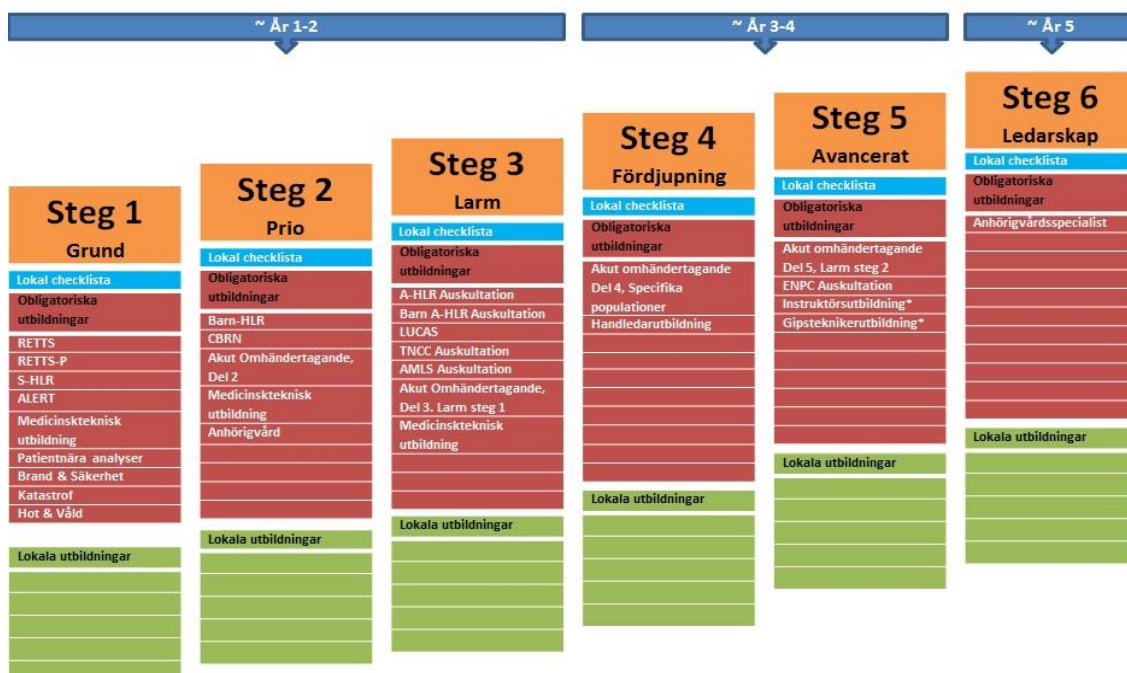 ~ År 1-2
~ År 3-4
~ År 5
Steg 1
Grund
Lokal checklista
Obligatoriska
utbildningar
RETTS
RETTS-P
S-HLR
ALERT
Medicinskteknisk
utbildning
Patientnära analyser
Brand & Säkerhet
Katastrof
Hot & Våld
Lokala utbildningar
Steg 2
Prio
Lokal checklista
Obligatoriska
utbildningar
Barn-HLR
CBRN
Akut Omhändertagande,
Del 2
Medicinskteknisk
utbildning
Anhörigvård
Lokala utbildningar
Steg 3
Larm
Lokal checklista
Obligatoriska
utbildningar
A-HLR Auskultation
Barn A-HLR Auskultation
LUCAS
TNCC Auskultation
AMLS Auskultation
Akut Omhändertagande,
Del 3. Larm steg 1
Medicinskteknisk
utbildning
Lokala utbildningar
Steg 4
Fördjupning
Lokal checklista
Obligatoriska
utbildningar
Akut omhändertagande
Del 4, Specifika
populationer
Handledarutbildning
Lokala utbildningar
Steg 5
Avancerat
Lokal checklista
Obligatoriska
utbildningar
Akut omhändertagande
Del 5, Larm steg 2
ENPC Auskultation
Instruktörsutbildning*
Gipsteknikerutbildning*
Lokala utbildningar
Steg 6
Ledarskap
Lokal checklista
Obligatoriska
utbildningar
Anhörigvårdsspecialist
Lokala utbildningar